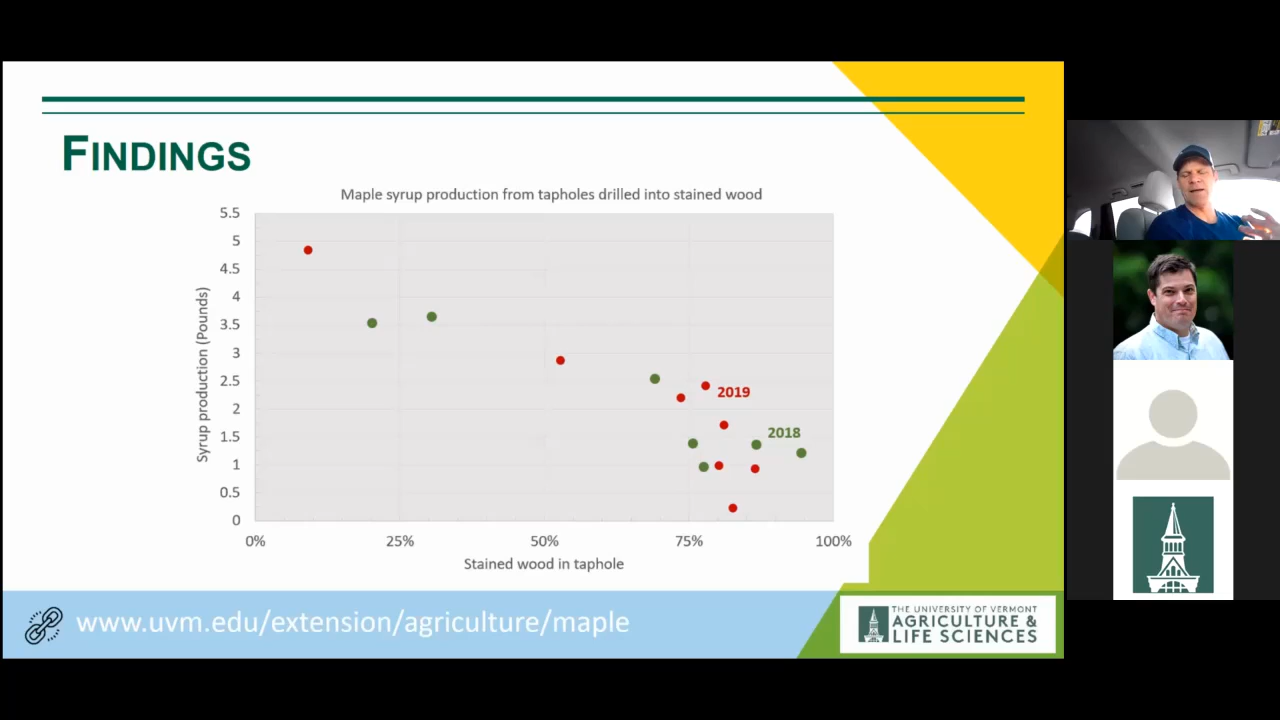 FINDINGS
Maple syrup production from tapholes drilled into stained wood
5.5
5
4.5
4
3.5
3
2.5
2
1.5
1
0.5
0
Syrup production (Pounds)
2019
2018
0% 25% 50% 75% 100%
Stained wood in taphole
www.uvm.edu/extension/agriculture/maple
THE UNIVERSITY OF VERMONT
AGRICULTURE &
LIFE SCIENCES